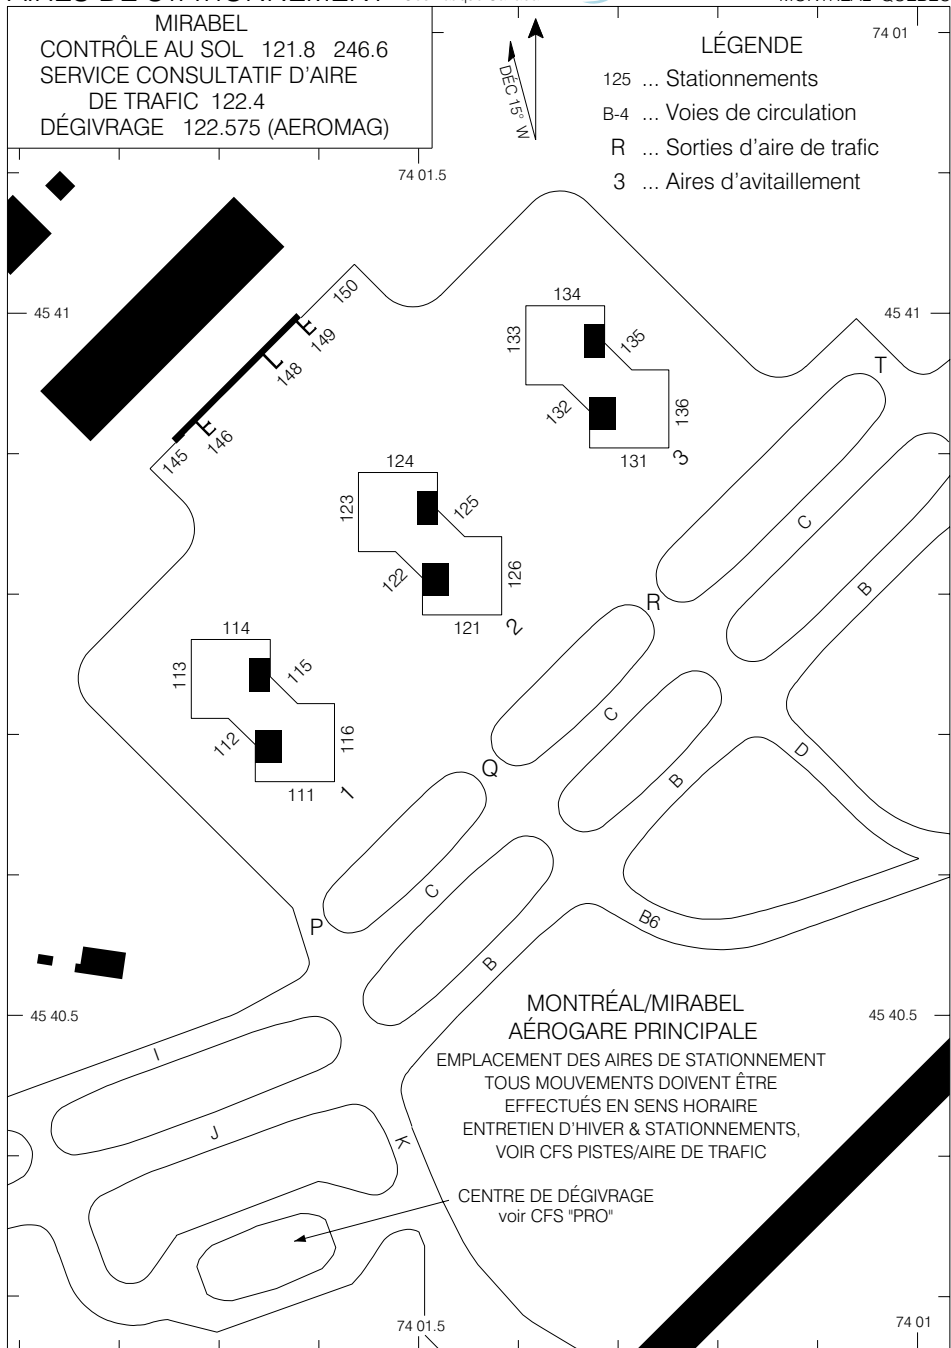 AIRES DE STATIONNEMENT
MONTRÉAL QUÉBEC
MIRABEL
CONTRÔLE AU SOL 121.8 246.6
SERVICE CONSULTATIF D'AIRE
DE TRAFIC 122.4
DÉGIVRAGE 122.575 (AEROMAG)
DÉC 15° W
LÉGENDE
125 ... Stationnements
B-4 ... Voies de circulation
R ... Sorties d'aire de trafic
3 ... Aires d'avitaillement
74 01
74 01.5
45 41
45 41
150
149
148
146
145
134
133
135
132
136
131
3
T
124
123
125
122
126
121
2
C
B
R
114
113
115
112
116
111
1
C
B
D
Q
C
B
B6
P
45 40.5
45 40.5
I
J
K
MONTRÉAL/MIRABEL
AÉROGARE PRINCIPALE
EMPLACEMENT DES AIRES DE STATIONNEMENT
TOUS MOUVEMENTS DOIVENT ÊTRE
EFFECTUÉS EN SENS HORAIRE
ENTRETIEN D'HIVER & STATIONNEMENTS,
VOIR CFS PISTES/AIRE DE TRAFIC
CENTRE DE DÉGIVRAGE
voir CFS "PRO"
74 01.5
74 01